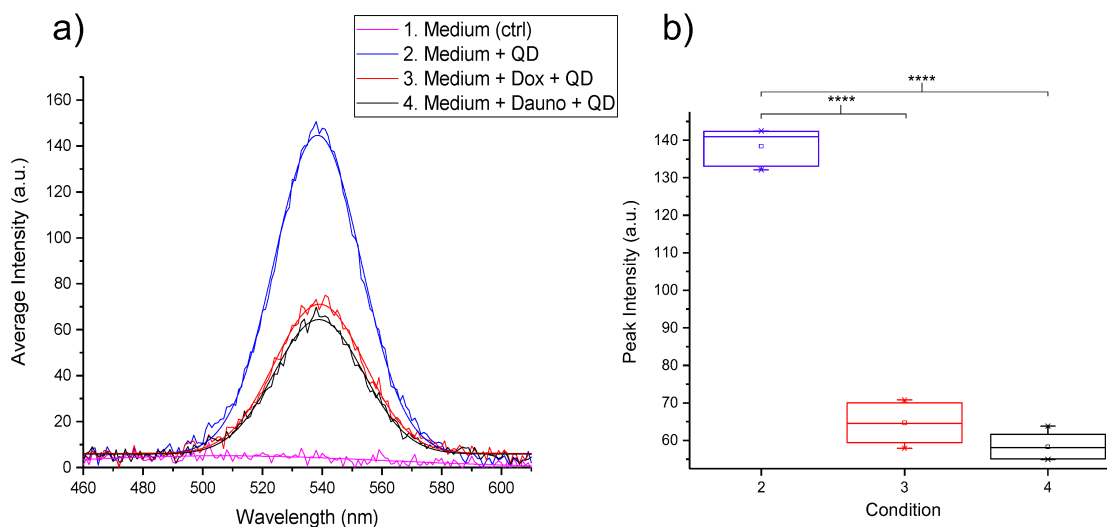 a)
1. Medium (ctrl)
2. Medium + QD
3. Medium + Dox + QD
4. Medium + Dauno + QD
Average Intensity (a.u.)
160
140
120
100
80
60
40
20
0
460 480 500 520 540 560 580 600
Wavelength (nm)
b)
****
****
Peak Intensity (a.u.)
140
130
120
110
100
90
80
70
60
2 3 4
Condition